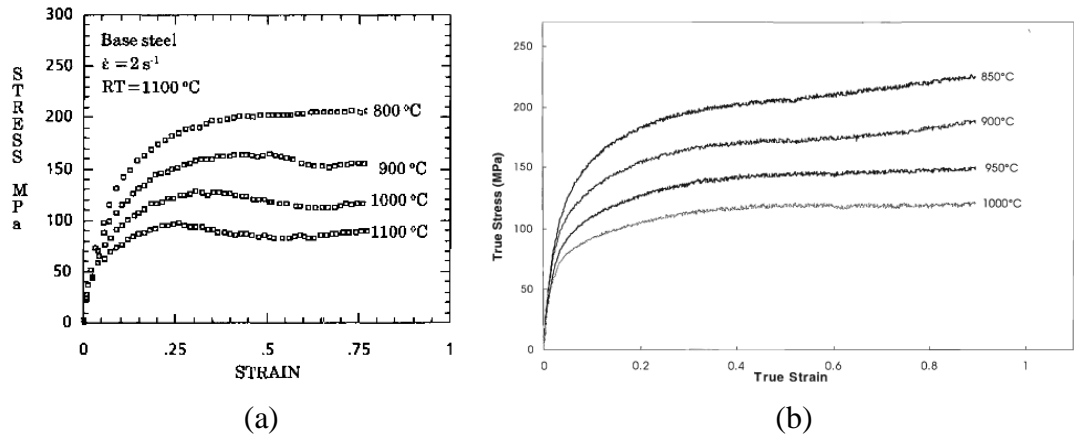 300
250
200
150
100
50
0
STRESS MPa
Base steel
ε̇ = 2 s⁻¹
RT = 1100 °C
800 °C
900 °C
1000 °C
1100 °C
0 .25 .5 .75 1
STRAIN
(a)
250
200
150
100
50
0
True Stress (MPa)
850°C
900°C
950°C
1000°C
0 0.2 0.4 0.6 0.8 1
True Strain
(b)